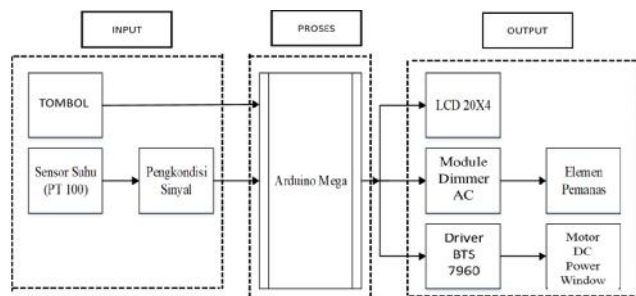 INPUT
PROSES
OUTPUT
TOMBOL
Sensor Suhu
(PT 100)
Pengkondisi
Sinyal
Arduino Mega
LCD 20X4
Module
Dimmer
AC
Elemen
Pemanas
Driver
BTS
7960
Motor
DC
Power
Window